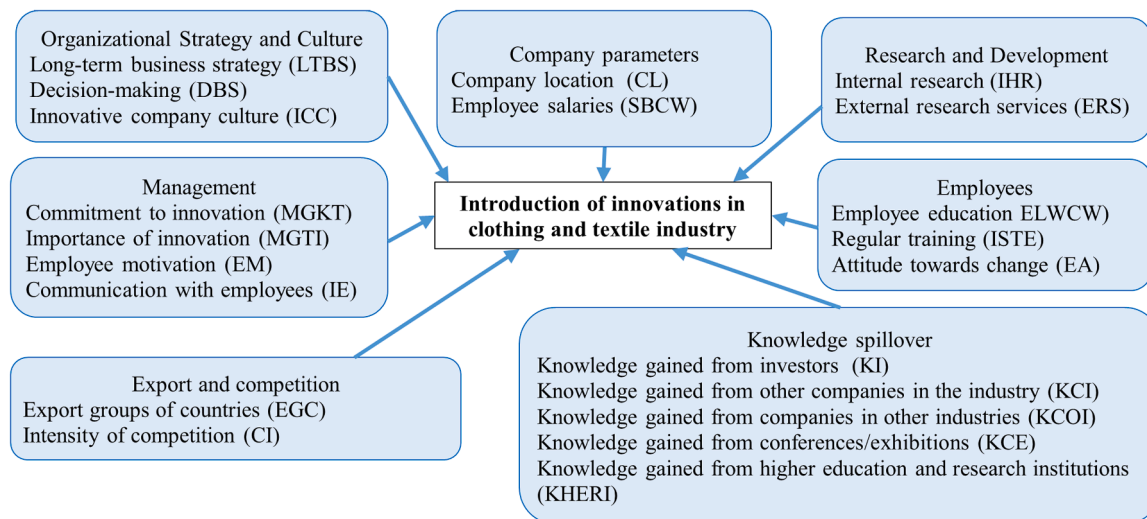 Organizational Strategy and Culture
Long-term business strategy (LTBS)
Decision-making (DBS)
Innovative company culture (ICC)
Company parameters
Company location (CL)
Employee salaries (SBCW)
Research and Development
Internal research (IHR)
External research services (ERS)
Management
Commitment to innovation (MGKT)
Importance of innovation (MGTI)
Employee motivation (EM)
Communication with employees (IE)
Introduction of innovations in
clothing and textile industry
Employees
Employee education ELWCW)
Regular training (ISTE)
Attitude towards change (EA)
Export and competition
Export groups of countries (EGC)
Intensity of competition (CI)
Knowledge spillover
Knowledge gained from investors (KI)
Knowledge gained from other companies in the industry (KCI)
Knowledge gained from companies in other industries (KCOI)
Knowledge gained from conferences/exhibitions (KCE)
Knowledge gained from higher education and research institutions
(KHERI)